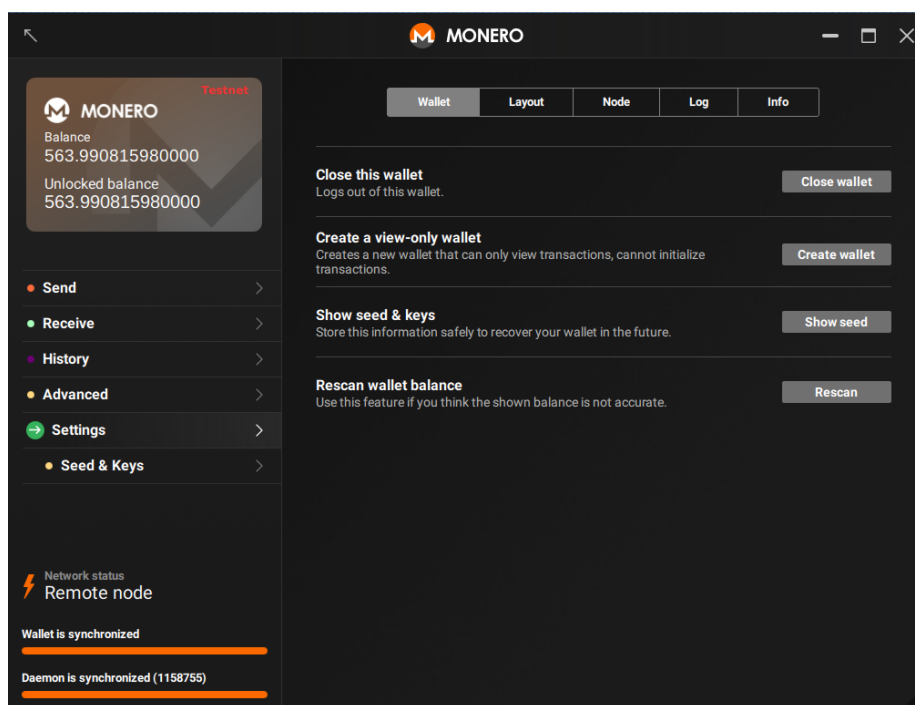 MONERO
Testnet
MONERO
Balance
563.990815980000
Unlocked balance
563.990815980000
Send
Receive
History
Advanced
Settings
Seed & Keys
Network status
Remote node
Wallet is synchronized
Daemon is synchronized (1158755)
Wallet Layout Node Log Info
Close this wallet
Logs out of this wallet.
Close wallet
Create a view-only wallet
Creates a new wallet that can only view transactions, cannot initialize
transactions.
Create wallet
Show seed & keys
Store this information safely to recover your wallet in the future.
Show seed
Rescan wallet balance
Use this feature if you think the shown balance is not accurate.
Rescan